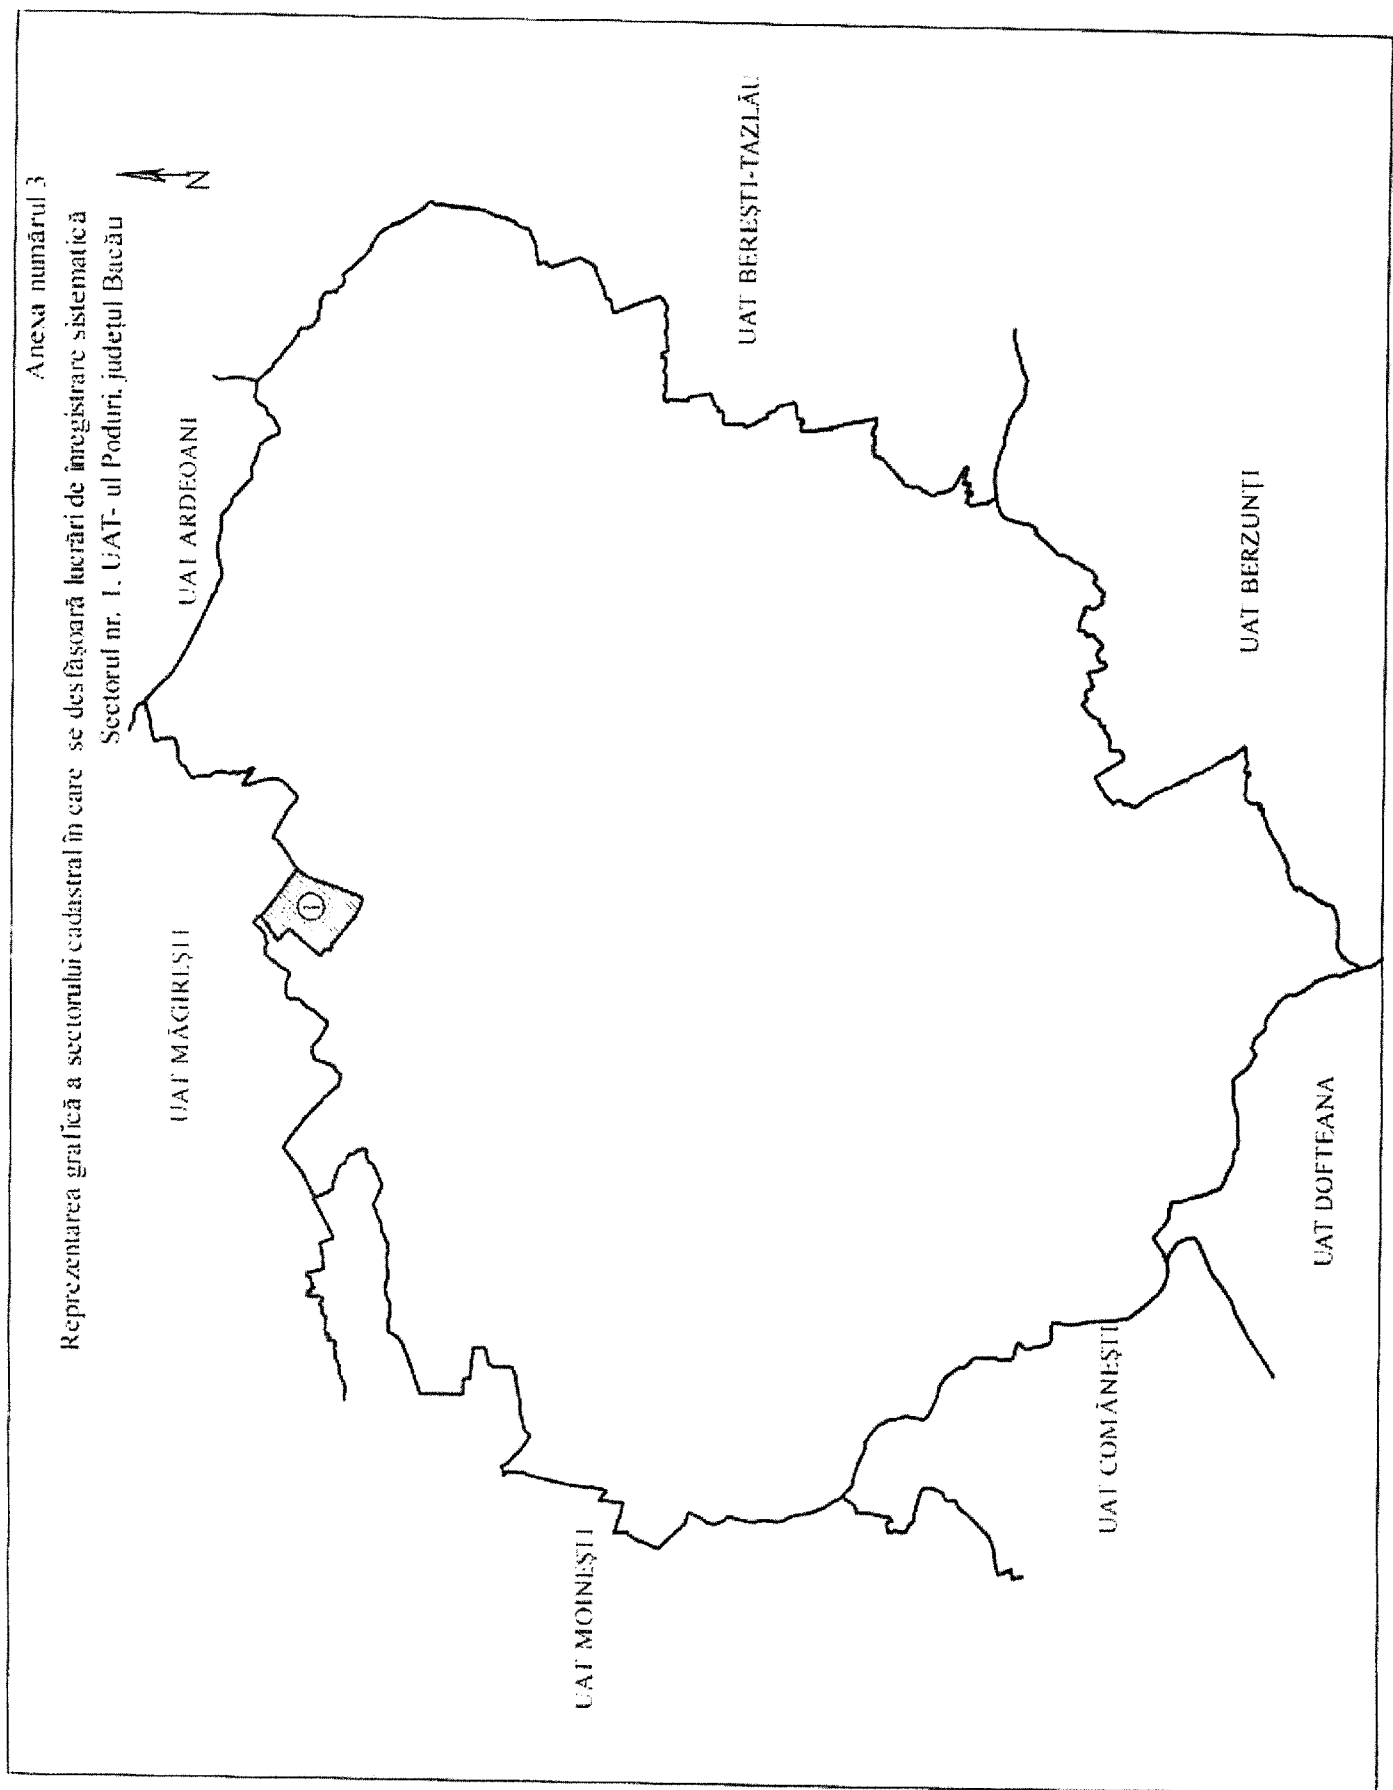 Anexa numărul 3
Reprezentarea grafică a sectorului cadastral în care se desfășoară lucrări de înregistrare sistematică
Sectorul nr. 1. UAT- ul Poduri, județul Bacău
N
UAT ARDEOANI
UAT MĂGIREȘTI
1
UAT BEREȘTI-TAZLĂU
UAT MOINEȘTI
UAT BERZUNȚI
UAT COMĂNEȘTI
UAT DOFTEANA